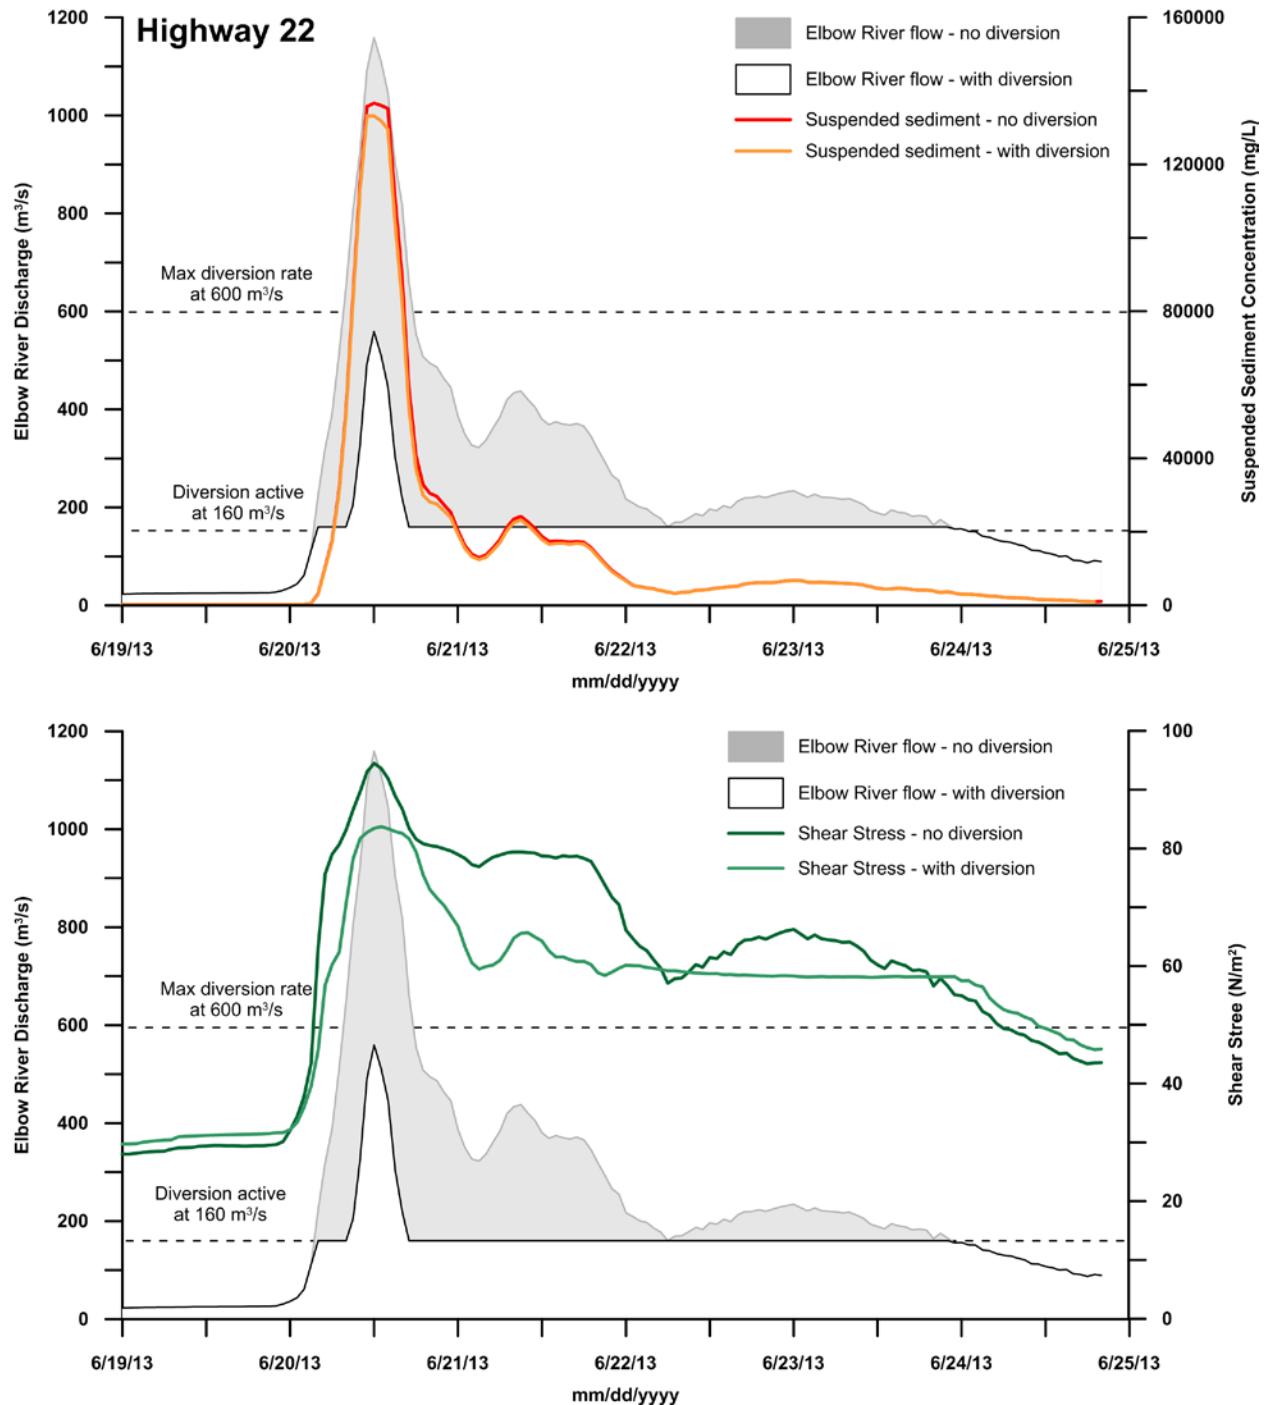 Highway 22
Elbow River flow - no diversion
Elbow River flow - with diversion
Suspended sediment - no diversion
Suspended sediment - with diversion
1200
1000
800
600
400
200
0
Elbow River Discharge (m³/s)
160000
120000
80000
40000
0
Suspended Sediment Concentration (mg/L)
Max diversion rate
at 600 m³/s
Diversion active
at 160 m³/s
6/19/13 6/20/13 6/21/13 6/22/13 6/23/13 6/24/13 6/25/13
mm/dd/yyyy
Elbow River flow - no diversion
Elbow River flow - with diversion
Shear Stress - no diversion
Shear Stress - with diversion
1200
1000
800
600
400
200
0
Elbow River Discharge (m³/s)
100
80
60
40
20
0
Shear Stree (N/m²)
Max diversion rate
at 600 m³/s
Diversion active
at 160 m³/s
6/19/13 6/20/13 6/21/13 6/22/13 6/23/13 6/24/13 6/25/13
mm/dd/yyyy